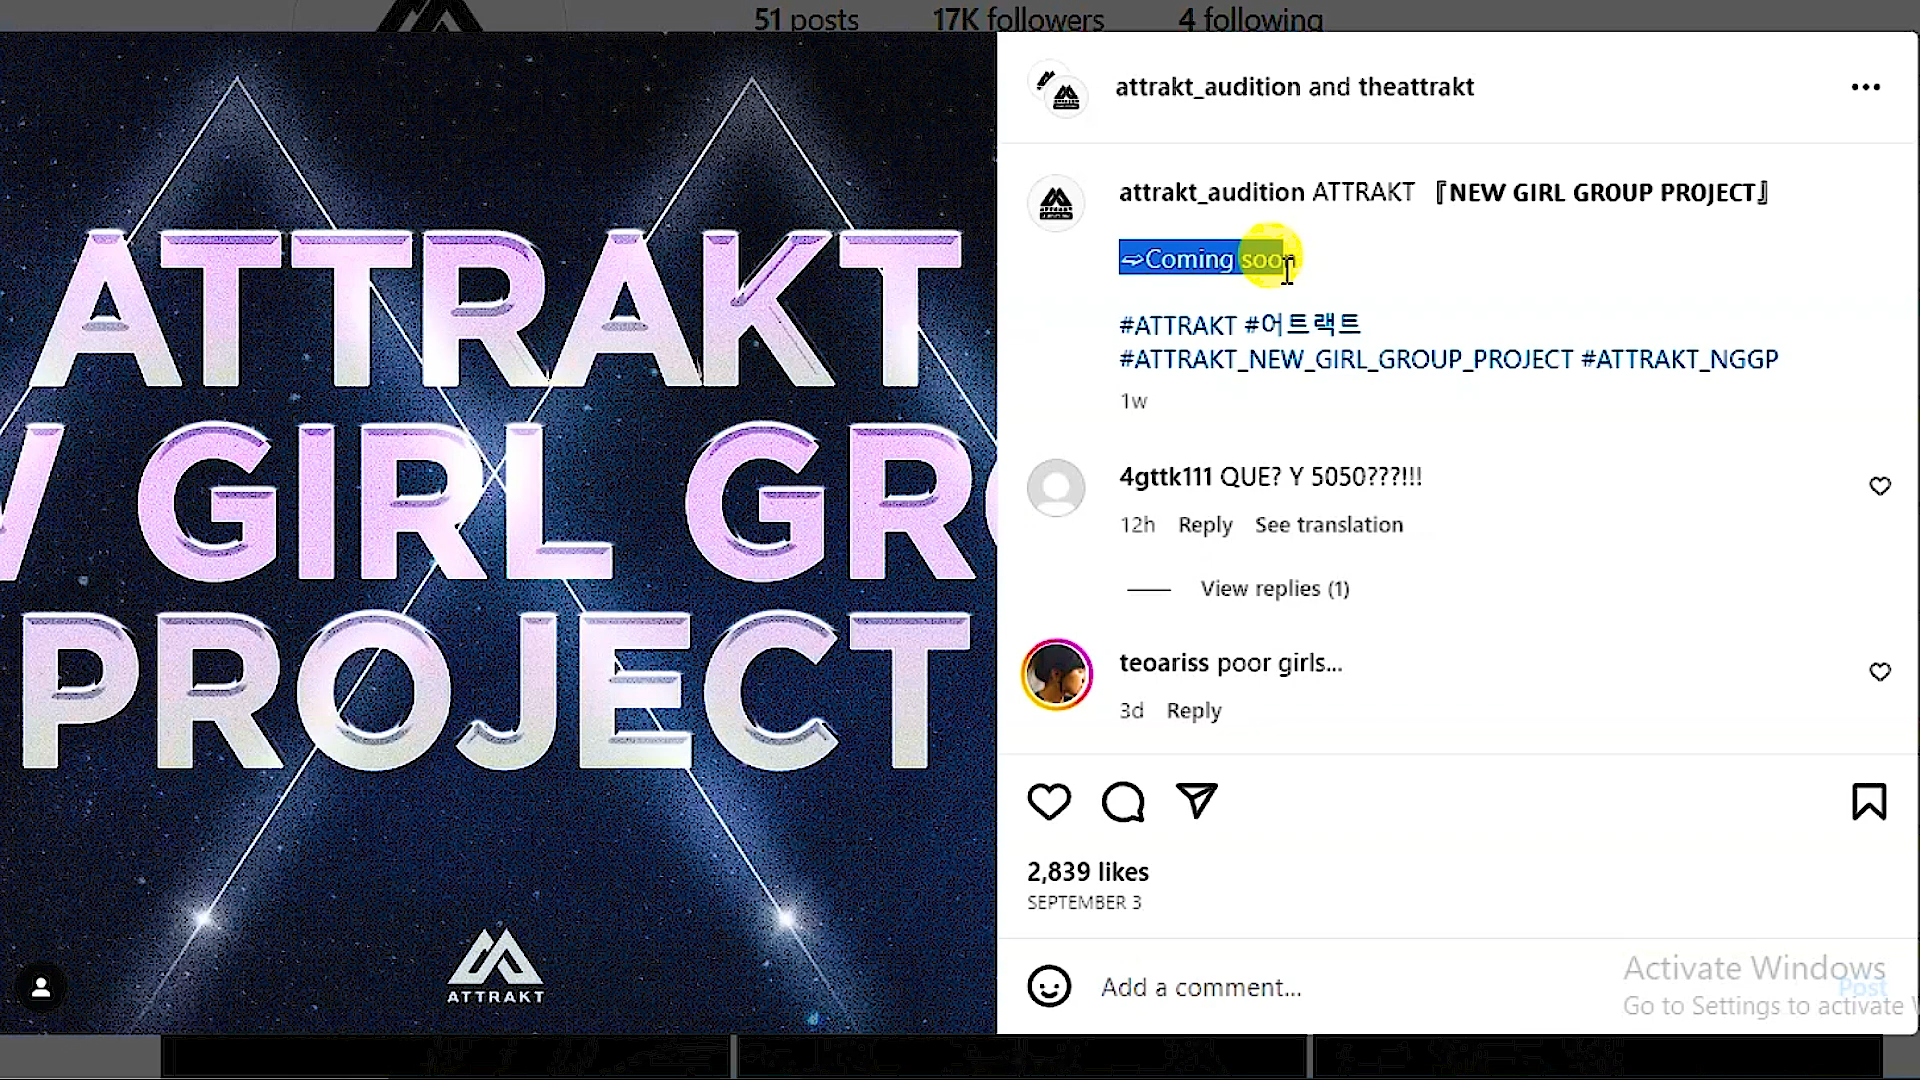 51 posts 17K followers 4 following
ATTRAKT
W GIRL GRO
PROJECT
ATTRAKT
attrakt_audition and theattrakt
attrakt_audition ATTRAKT 『NEW GIRL GROUP PROJECT』
➩Coming soon
#ATTRAKT #어트랙트
#ATTRAKT_NEW_GIRL_GROUP_PROJECT #ATTRAKT_NGGP
1w
4gttk111 QUE? Y 5050???!!!
12h Reply See translation
View replies (1)
teoariss poor girls...
3d Reply
2,839 likes
SEPTEMBER 3
Add a comment...
Post
Activate Windows
Go to Settings to activate W